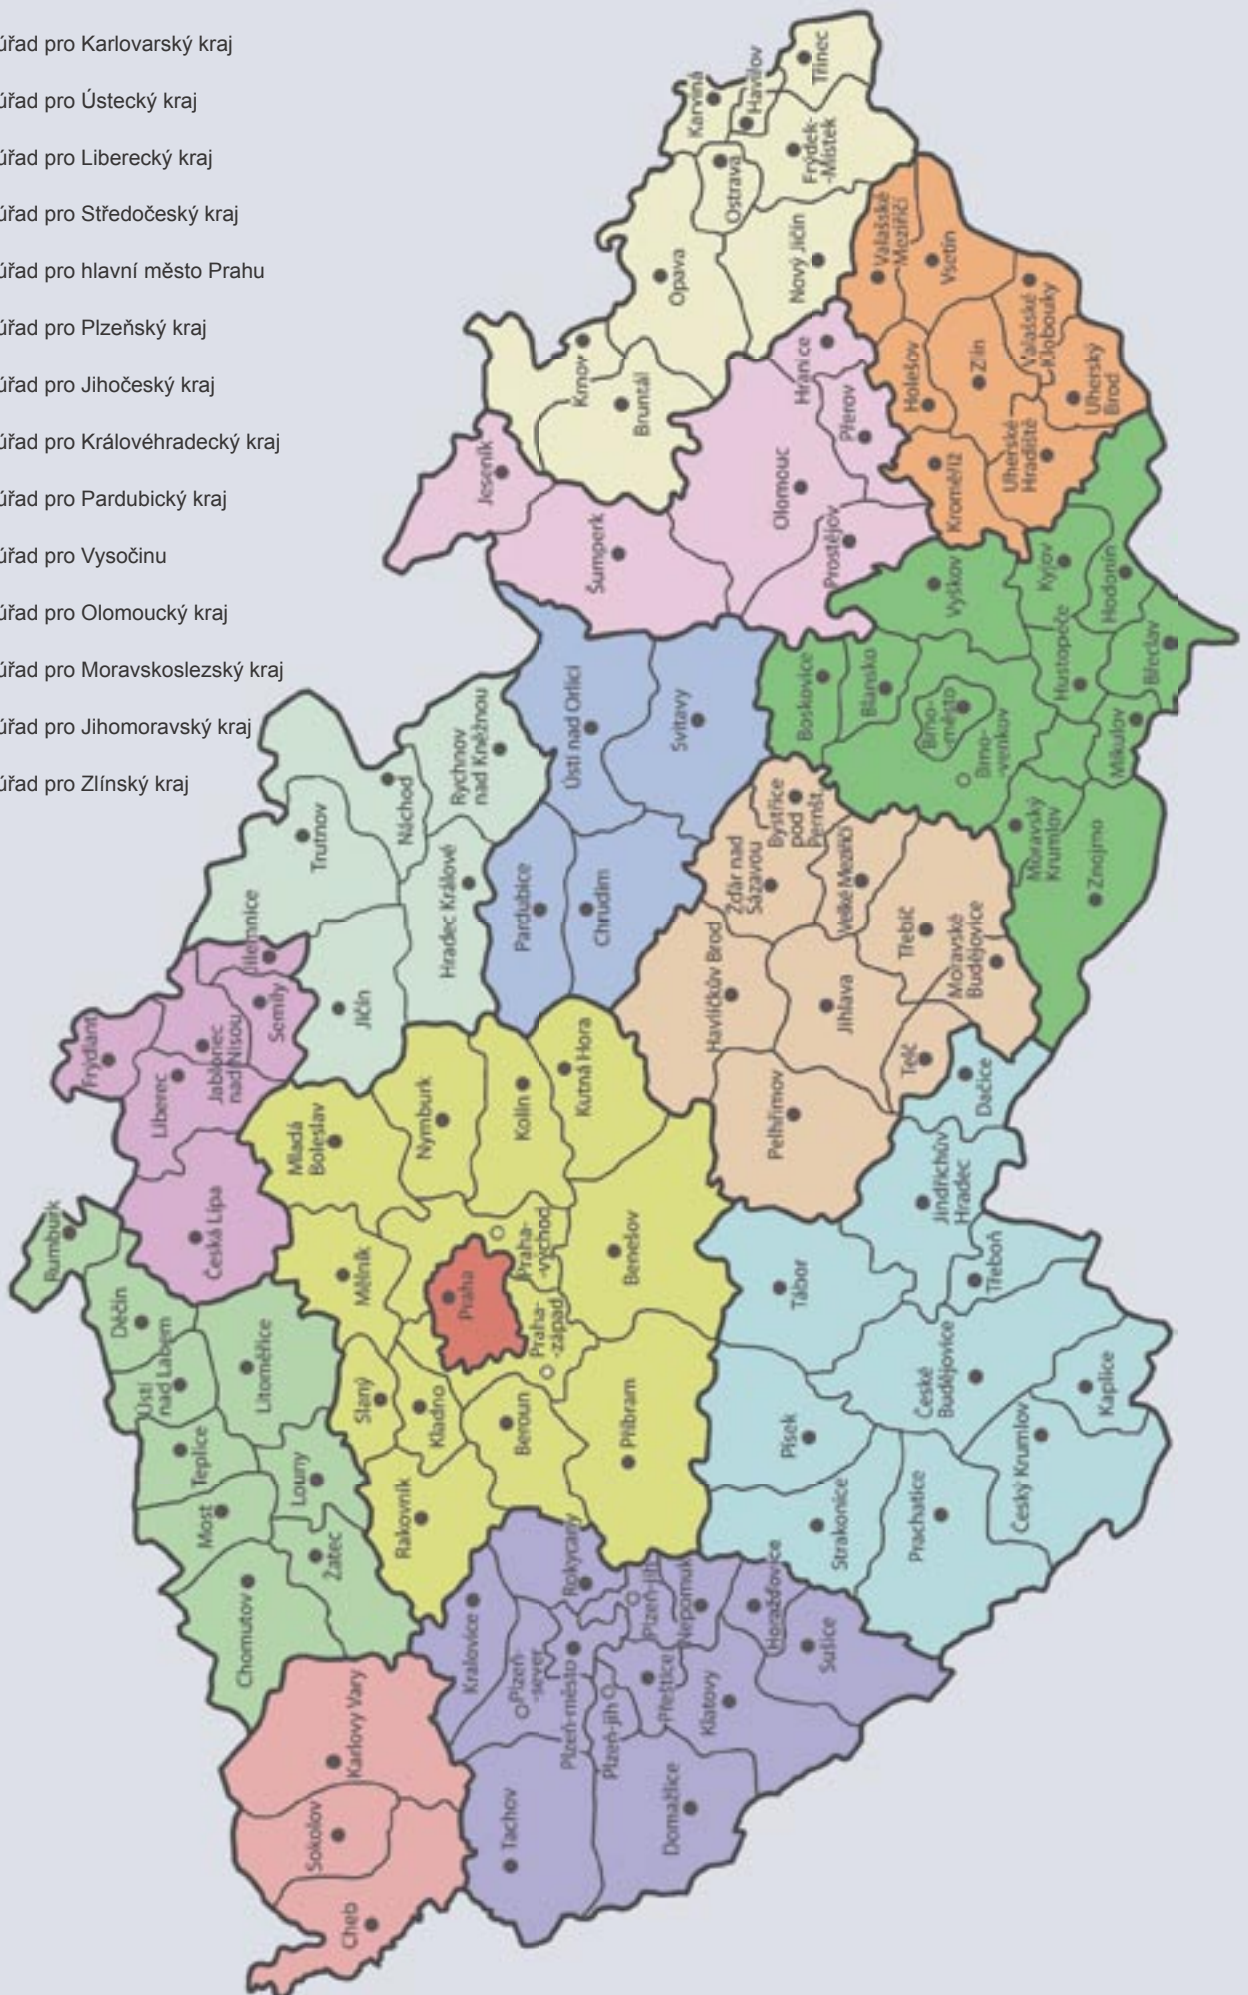 úřad pro Karlovarský kraj
úřad pro Ústecký kraj
úřad pro Liberecký kraj
úřad pro Středočeský kraj
úřad pro hlavní město Prahu
úřad pro Plzeňský kraj
úřad pro Jihočeský kraj
úřad pro Královéhradecký kraj
úřad pro Pardubický kraj
úřad pro Vysočinu
úřad pro Olomoucký kraj
úřad pro Moravskoslezský kraj
úřad pro Jihomoravský kraj
úřad pro Zlínský kraj
Cheb
Sokolov
Karlovy Vary
Chomutov
Most
Teplice
Ústí
nad Labem
Děčín
Rumburk
Litoměřice
Louny
Žatec
Česká Lípa
Liberec
Frýdlant
Jablonec
nad Nisou
Semily
Jilemnice
Jičín
Trutnov
Náchod
Hradec Králové
Rychnov
nad Kněžnou
Mladá
Boleslav
Mělník
Nymburk
Kolín
Kutná Hora
Praha
Praha-
-východ
Praha-
-západ
Benešov
Slaný
Kladno
Beroun
Příbram
Rakovník
Tachov
Domažlice
Kralovice
Plzeň-
-sever
Plzeň-město
Plzeň-jih
Přeštice
Klatovy
Rokycany
Plzeň-jih
Nepomuk
Horažďovice
Sušice
Strakonice
Písek
Tábor
Prachatice
Český Krumlov
České
Budějovice
Kaplice
Třeboň
Jindřichův
Hradec
Dačice
Pelhřimov
Havlíčkův Brod
Jihlava
Telč
Žďár nad
Sázavou
Bystřice
pod
Pernšt.
Velké Meziříčí
Třebíč
Moravské
Budějovice
Pardubice
Chrudim
Ústí nad Orlicí
Svitavy
Šumperk
Jeseník
Olomouc
Prostějov
Přerov
Hranice
Bruntál
Krnov
Opava
Ostrava
Karviná
Havířov
Třinec
Frýdek-
-Místek
Nový Jičín
Valašské
Meziříčí
Vsetín
Valašské
Klobouky
Zlín
Holešov
Kroměříž
Uherské
Hradiště
Uherský
Brod
Boskovice
Blansko
Vyškov
Brno-
-město
Brno-
-venkov
Kyjov
Hodonín
Hustopeče
Břeclav
Mikulov
Moravský
Krumlov
Znojmo